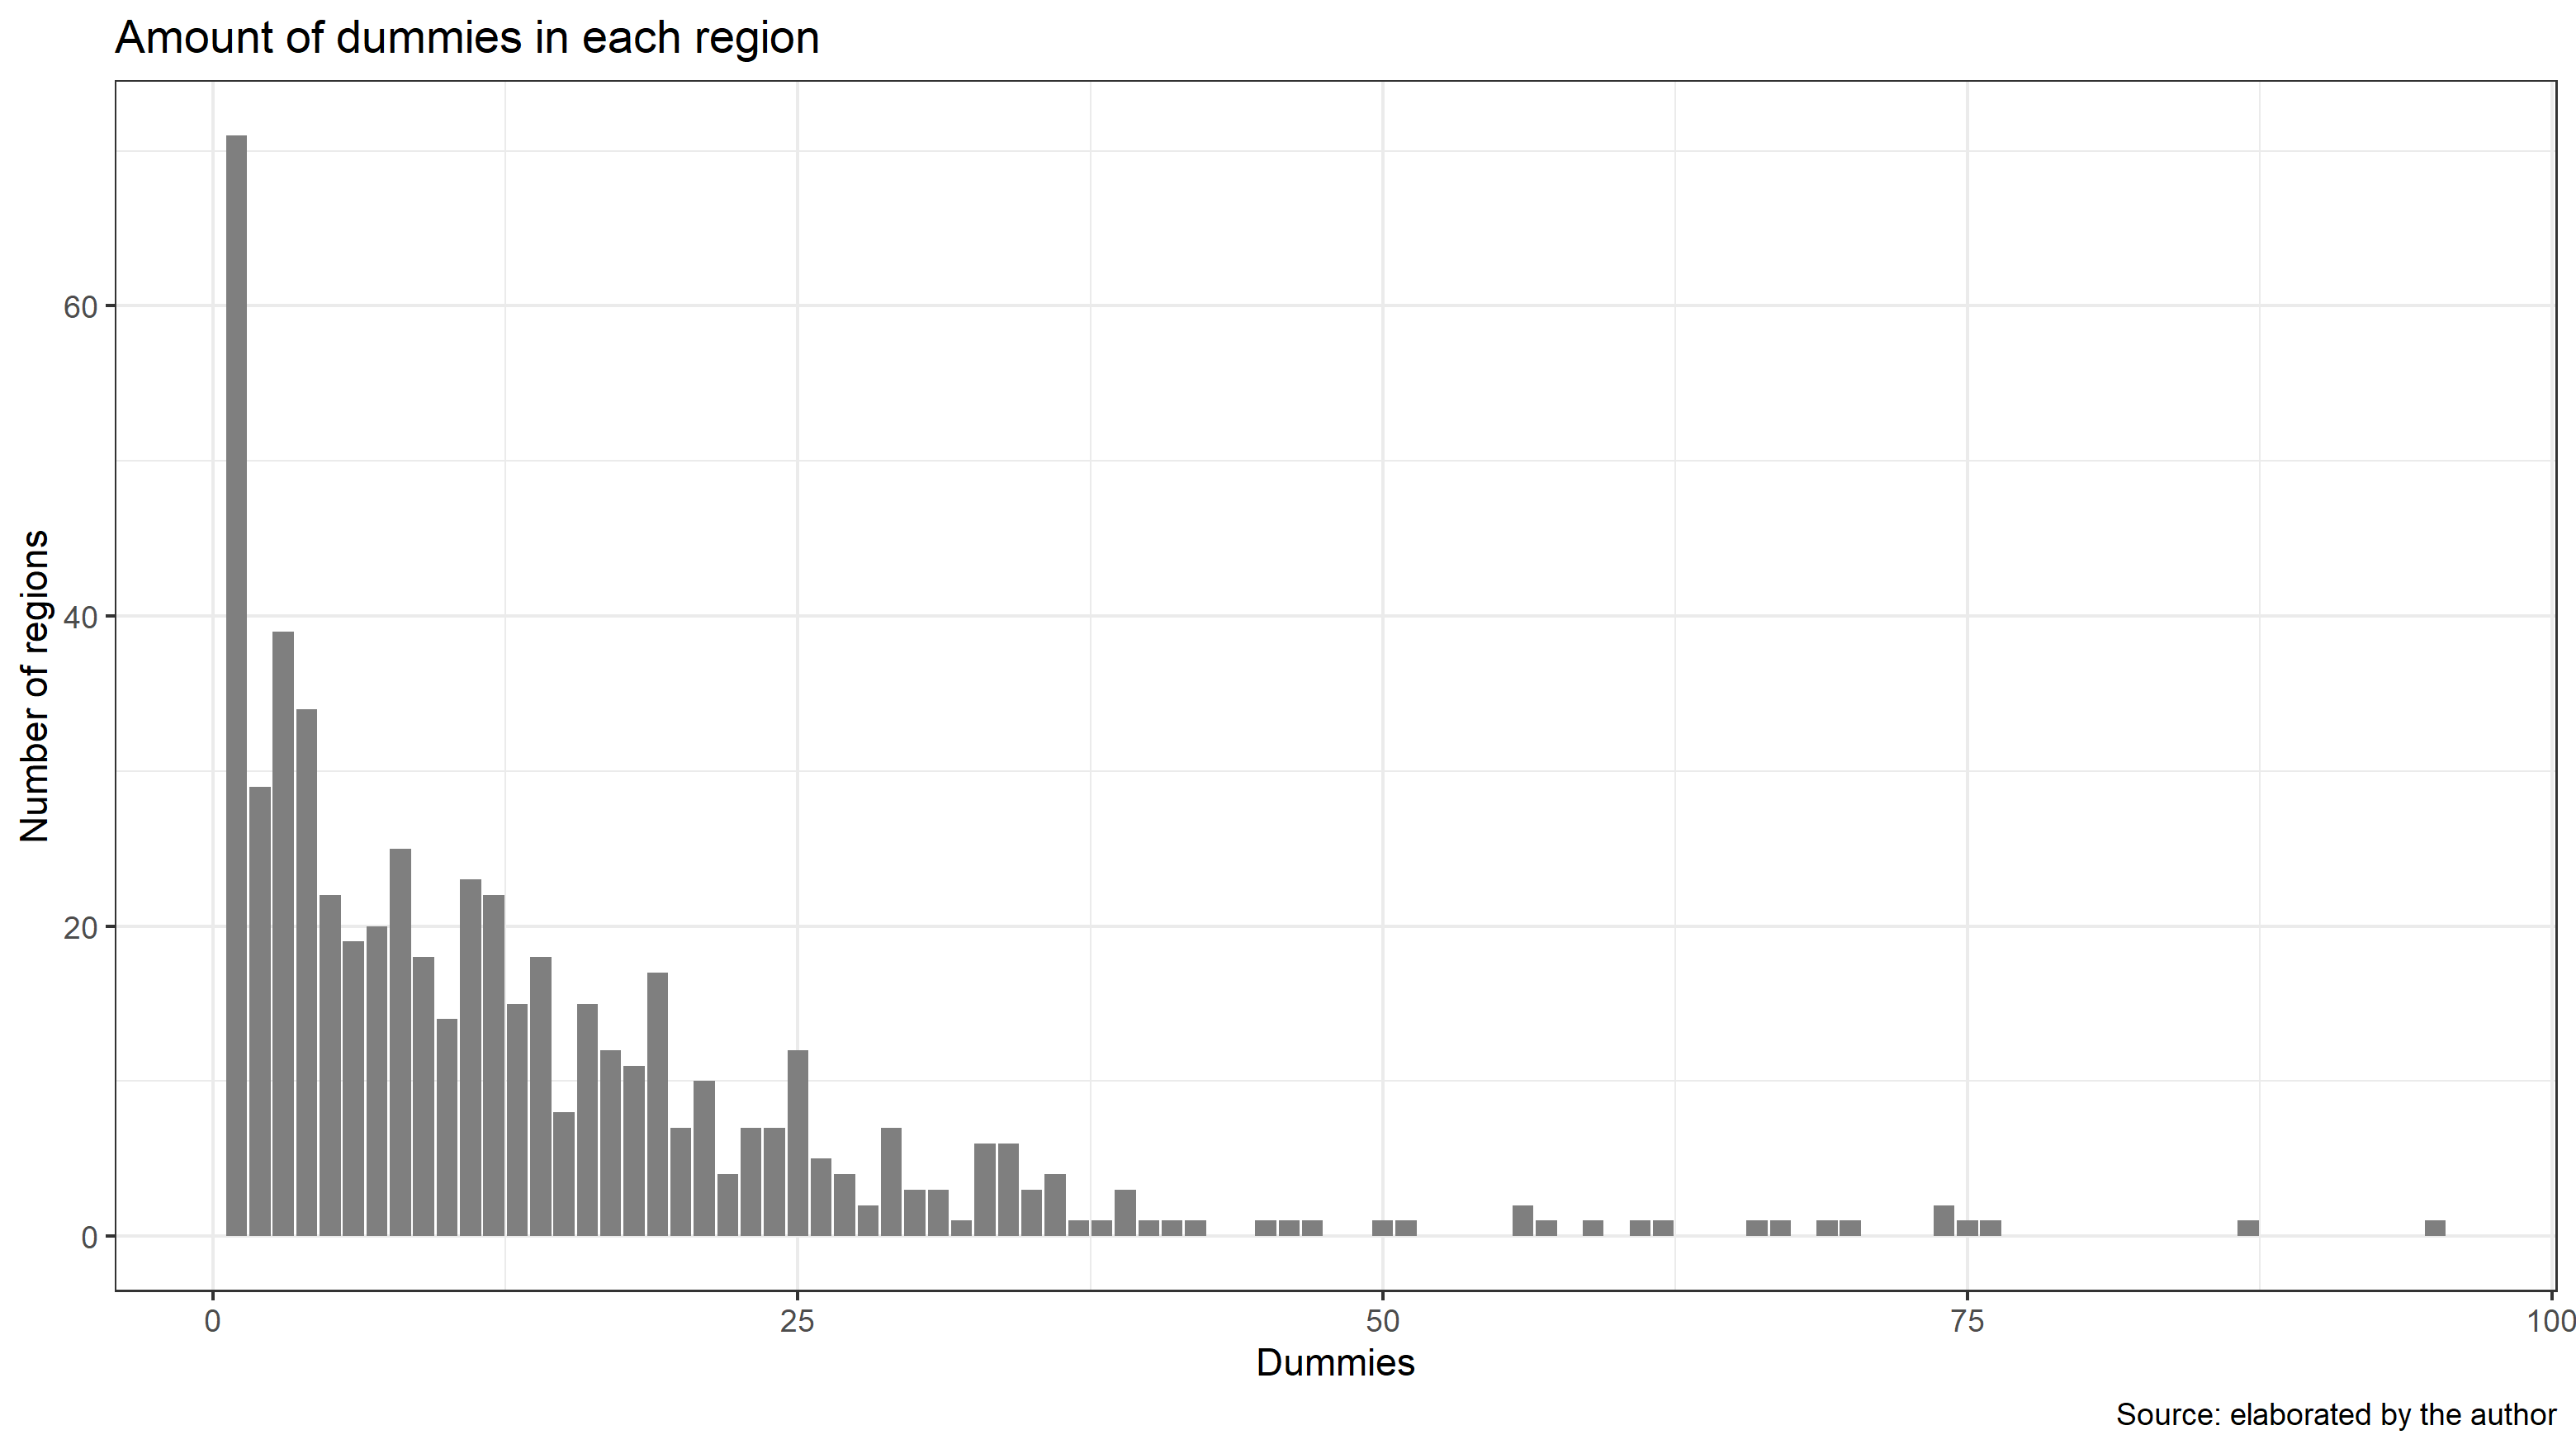 Amount of dummies in each region
Number of regions
60
40
20
0
0 25 50 75 100
Dummies
Source: elaborated by the author